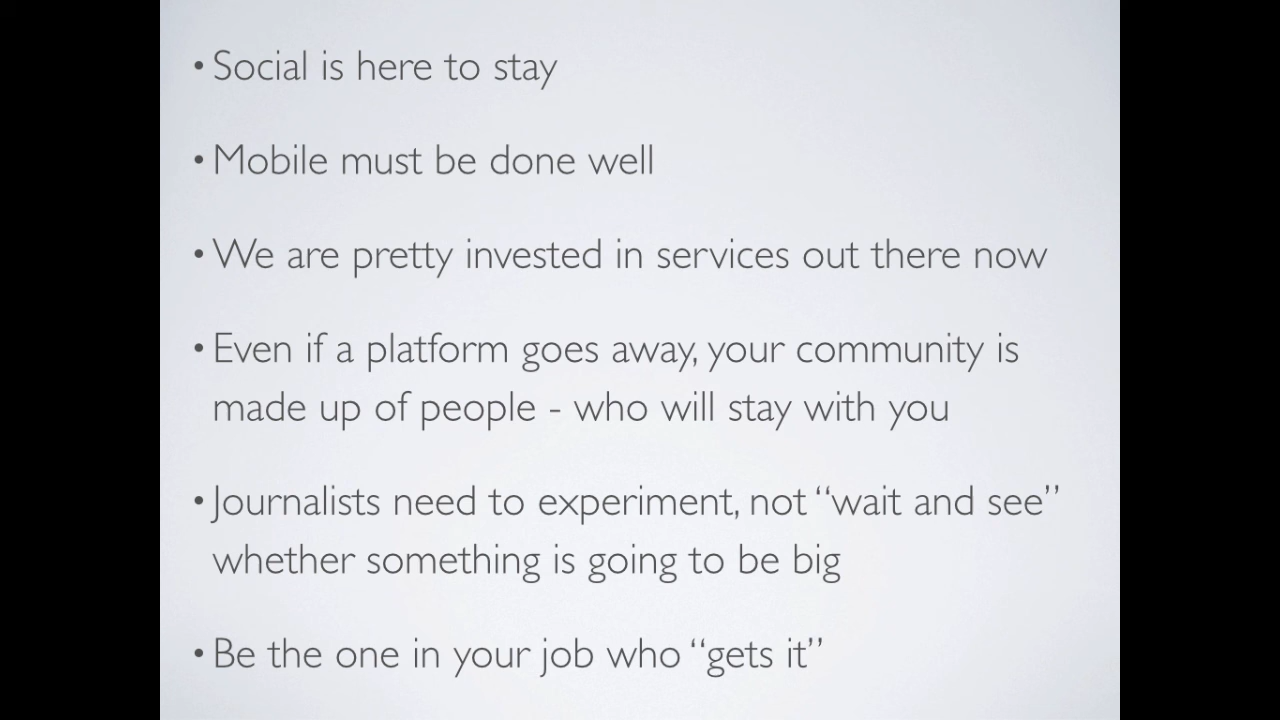 • Social is here to stay
• Mobile must be done well
• We are pretty invested in services out there now
• Even if a platform goes away, your community is
made up of people - who will stay with you
• Journalists need to experiment, not “wait and see”
whether something is going to be big
• Be the one in your job who “gets it”